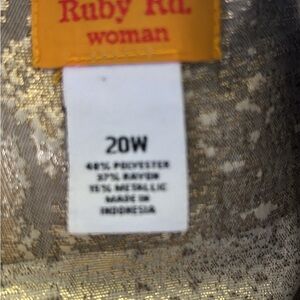 Ruby Rd.
woman
20W
48% POLYESTER
37% RAYON
15% METALLIC
MADE IN
INDONESIA